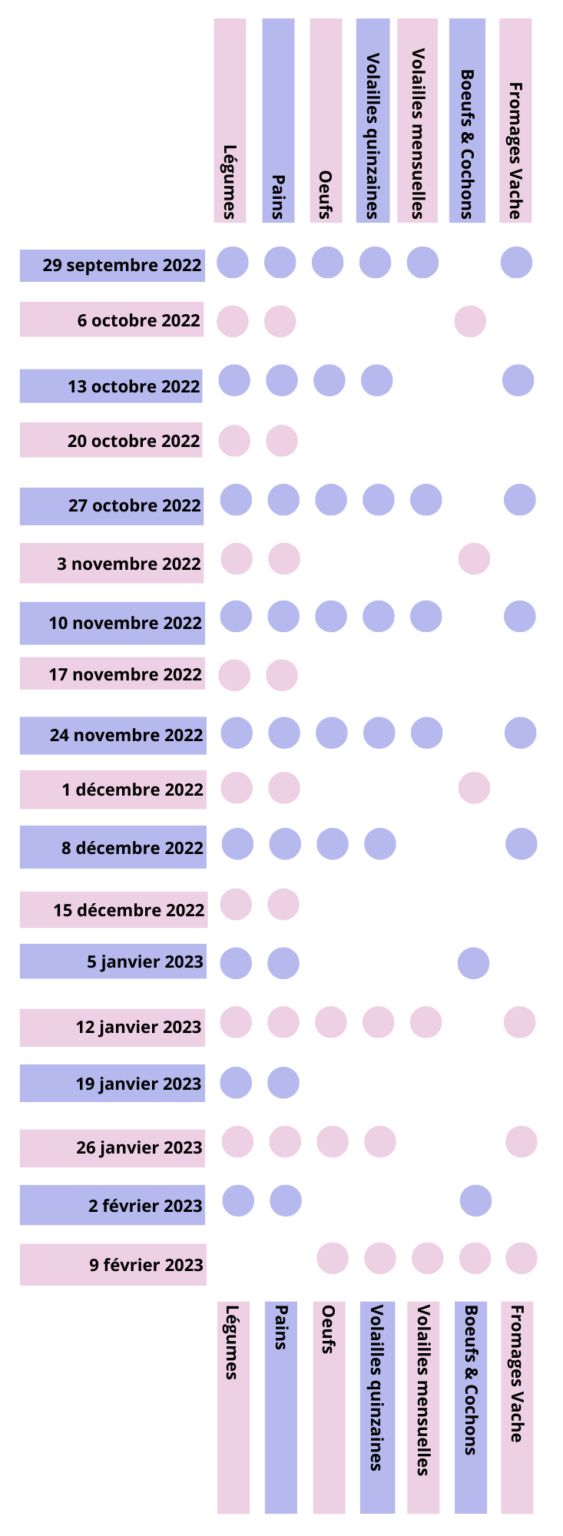 Légumes
Pains
Oeufs
Volailles quinzaines
Volailles mensuelles
Boeufs & Cochons
Fromages Vache
29 septembre 2022
6 octobre 2022
13 octobre 2022
20 octobre 2022
27 octobre 2022
3 novembre 2022
10 novembre 2022
17 novembre 2022
24 novembre 2022
1 décembre 2022
8 décembre 2022
15 décembre 2022
5 janvier 2023
12 janvier 2023
19 janvier 2023
26 janvier 2023
2 février 2023
9 février 2023
Légumes
Pains
Oeufs
Volailles quinzaines
Volailles mensuelles
Boeufs & Cochons
Fromages Vache